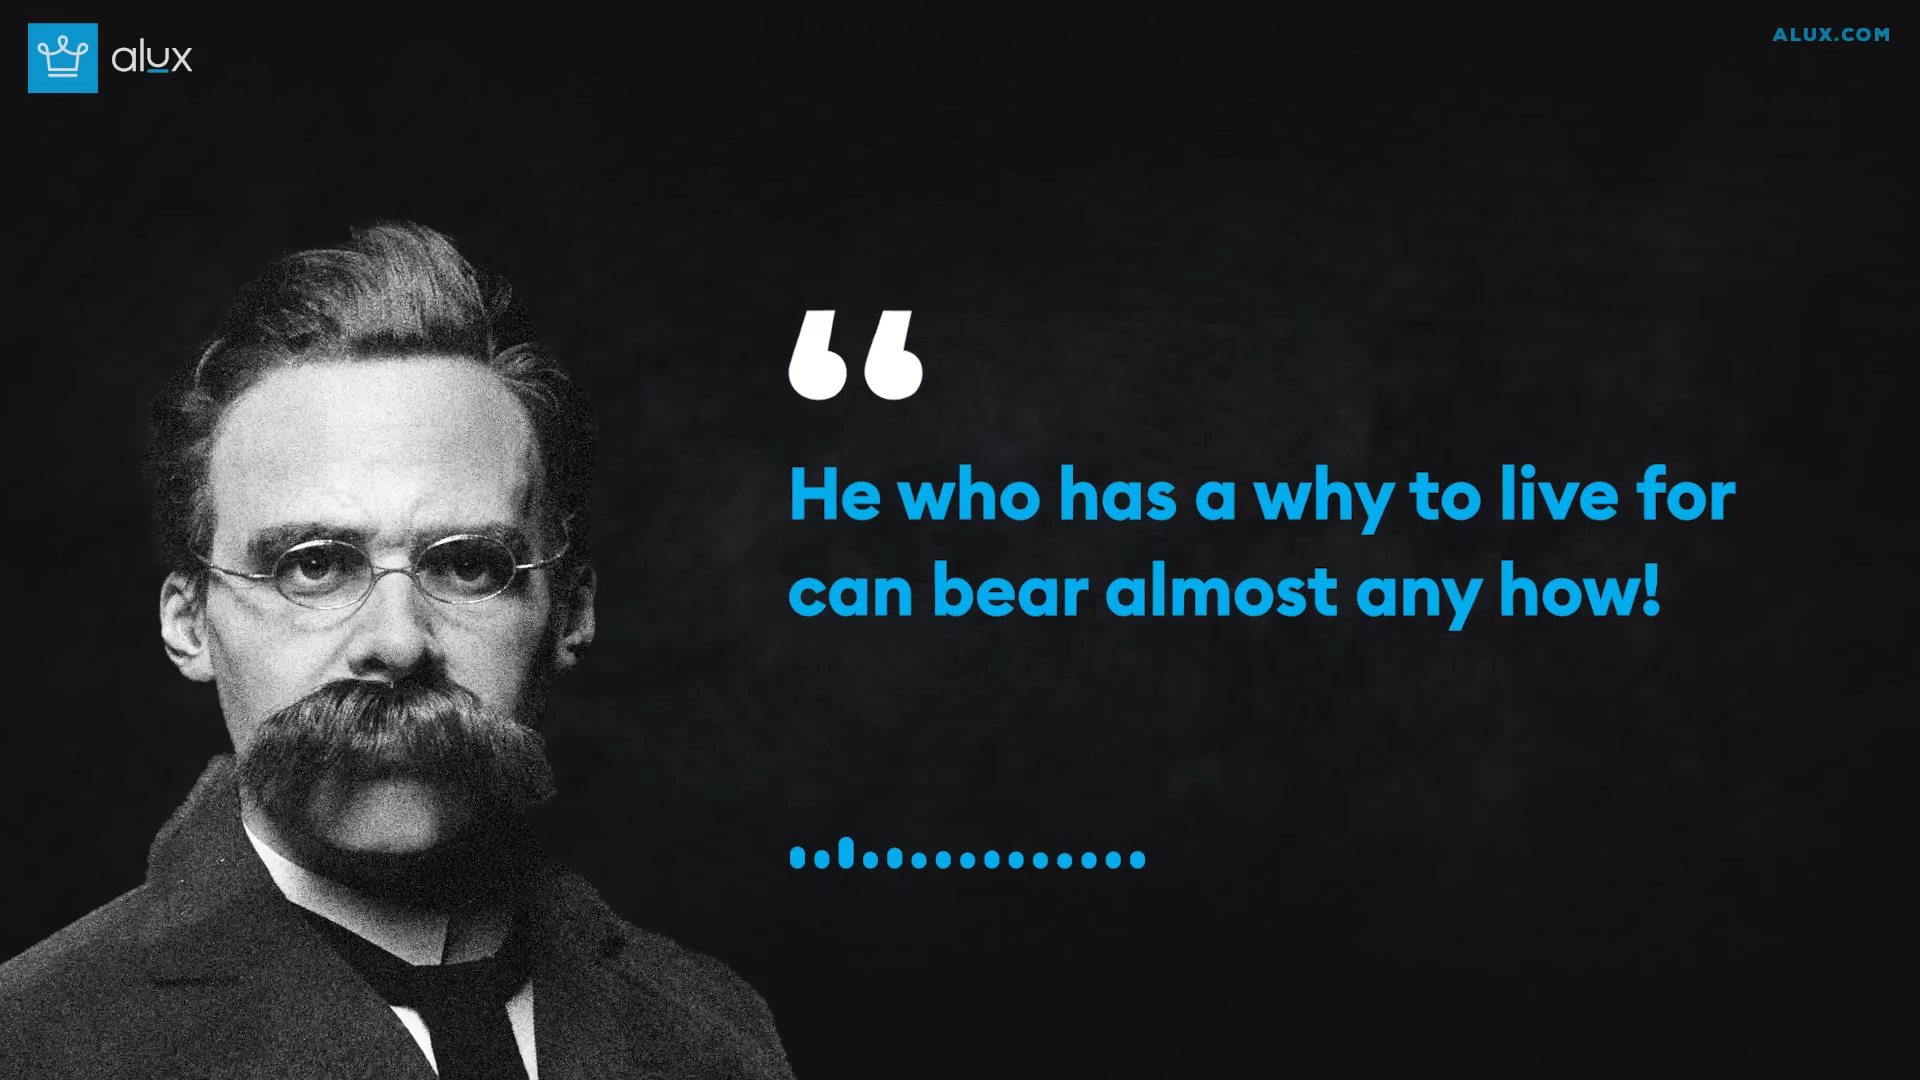 alux
ALUX.COM
“
He who has a why to live for
can bear almost any how!